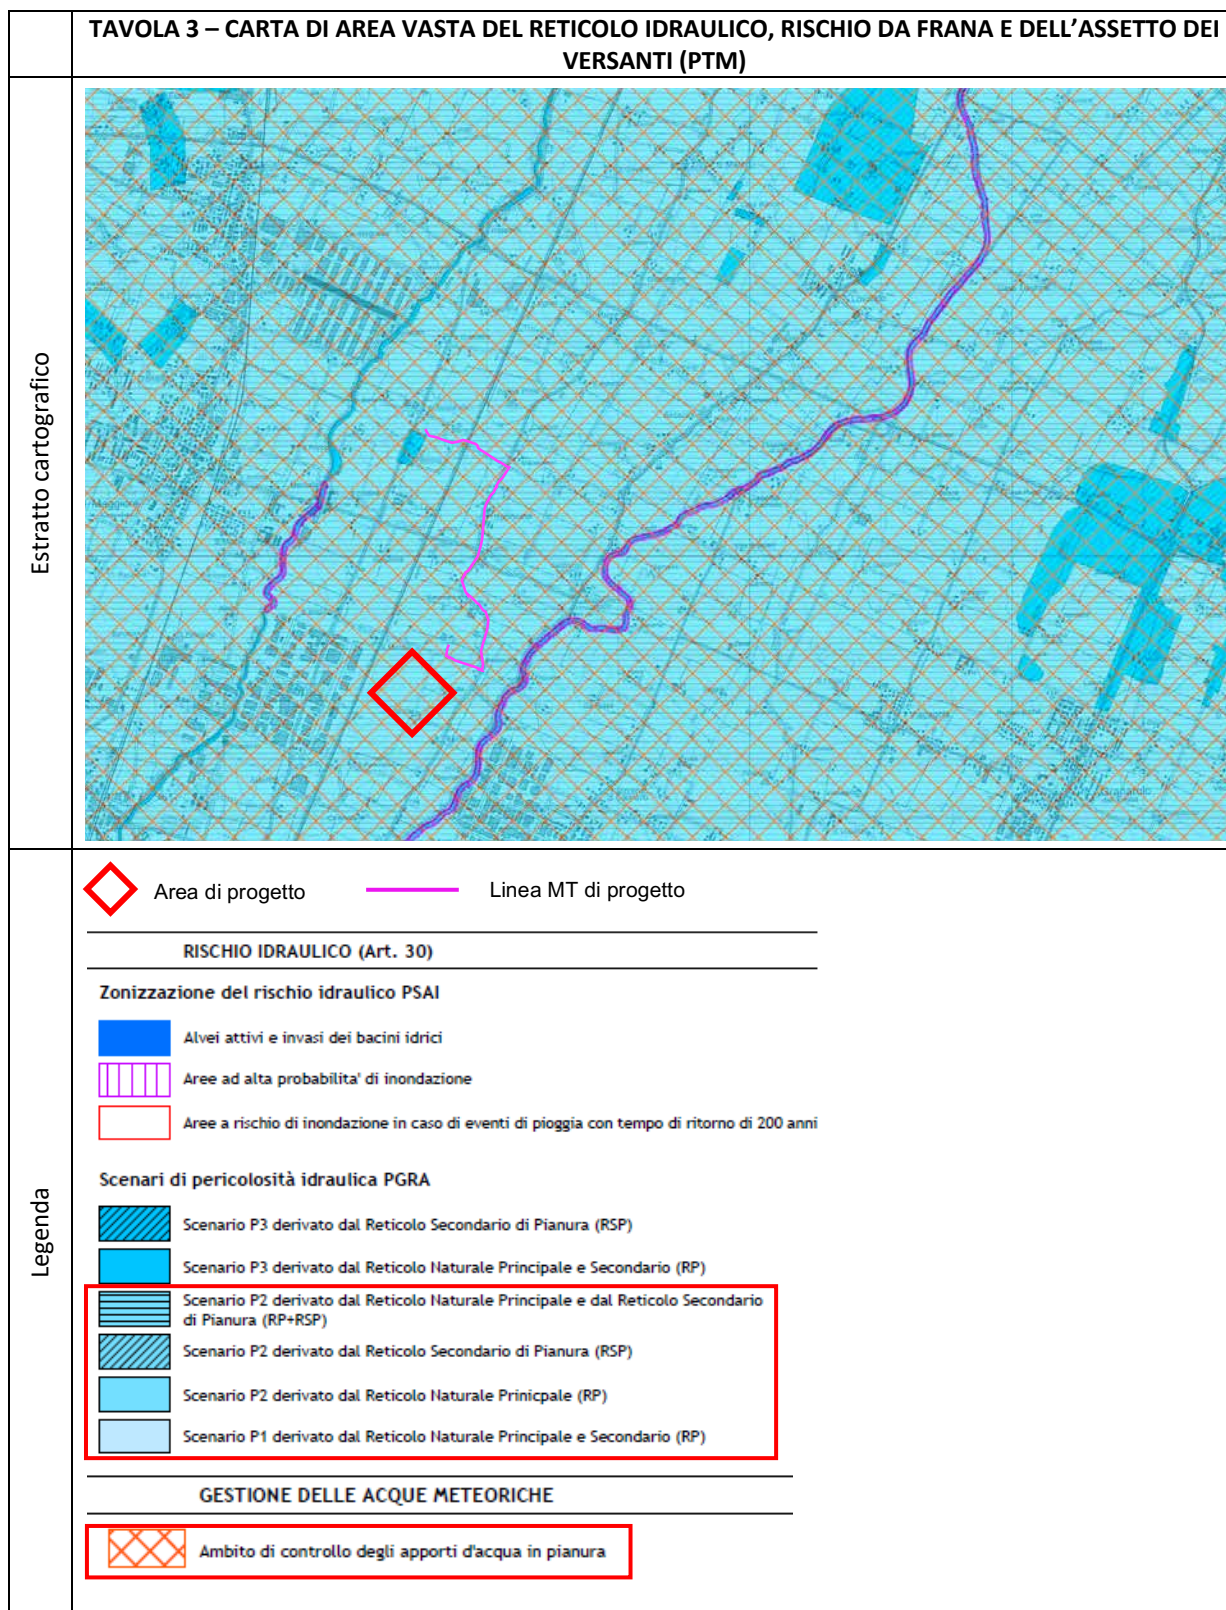 TAVOLA 3 – CARTA DI AREA VASTA DEL RETICOLO IDRAULICO, RISCHIO DA FRANA E DELL'ASSETTO DEI
VERSANTI (PTM)
Estratto cartografico
Maggiore
Granarolo
Legenda
Area di progetto
Linea MT di progetto
RISCHIO IDRAULICO (Art. 30)
Zonizzazione del rischio idraulico PSAI
Alvei attivi e invasi dei bacini idrici
Aree ad alta probabilita' di inondazione
Aree a rischio di inondazione in caso di eventi di pioggia con tempo di ritorno di 200 anni
Scenari di pericolosità idraulica PGRA
Scenario P3 derivato dal Reticolo Secondario di Pianura (RSP)
Scenario P3 derivato dal Reticolo Naturale Principale e Secondario (RP)
Scenario P2 derivato dal Reticolo Naturale Principale e dal Reticolo Secondario
di Pianura (RP+RSP)
Scenario P2 derivato dal Reticolo Secondario di Pianura (RSP)
Scenario P2 derivato dal Reticolo Naturale Prinicpale (RP)
Scenario P1 derivato dal Reticolo Naturale Principale e Secondario (RP)
GESTIONE DELLE ACQUE METEORICHE
Ambito di controllo degli apporti d'acqua in pianura